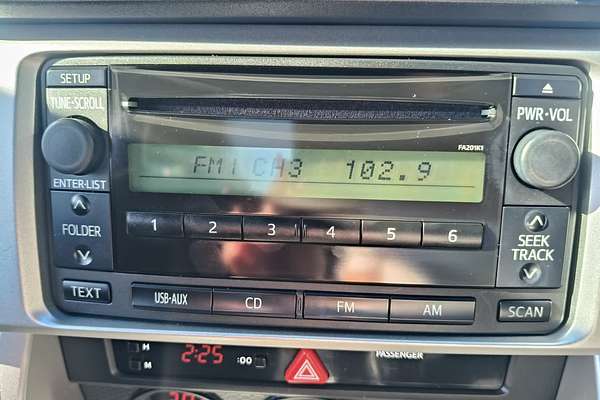 SETUP
TUNE·SCROLL
PWR·VOL
FA201K1
FM1 CH3 102.9
ENTER·LIST
1 2 3 4 5 6
FOLDER
SEEK
TRACK
TEXT
USB·AUX CD FM AM
SCAN
H
M
2:25
:00
PASSENGER